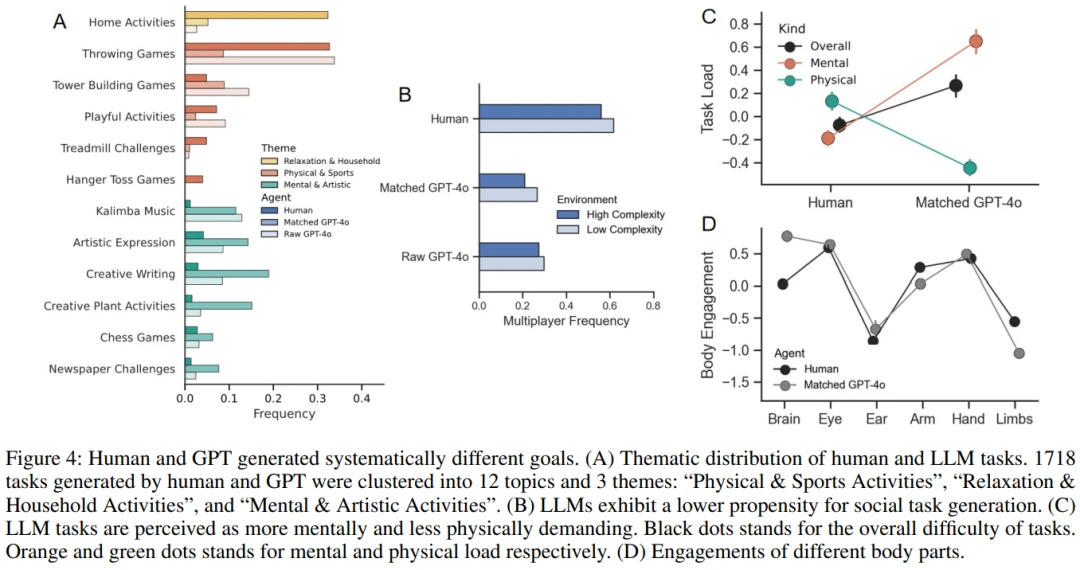 A
Home Activities
Throwing Games
Tower Building Games
Playful Activities
Treadmill Challenges
Hanger Toss Games
Kalimba Music
Artistic Expression
Creative Writing
Creative Plant Activities
Chess Games
Newspaper Challenges
0.0 0.1 0.2 0.3 0.4
Frequency
Theme
Relaxation & Household
Physical & Sports
Mental & Artistic
Agent
Human
Matched GPT-4o
Raw GPT-4o
B
Human
Matched GPT-4o
Raw GPT-4o
Environment
High Complexity
Low Complexity
0.0 0.2 0.4 0.6 0.8
Multiplayer Frequency
C
Task Load
0.8
0.6
0.4
0.2
0.0
−0.2
−0.4
Kind
Overall
Mental
Physical
Human Matched GPT-4o
D
Body Engagement
0.5
0.0
−0.5
−1.0
−1.5
Agent
Human
Matched GPT-4o
Brain Eye Ear Arm Hand Limbs
Figure 4: Human and GPT generated systematically different goals. (A) Thematic distribution of human and LLM tasks. 1718
tasks generated by human and GPT were clustered into 12 topics and 3 themes: “Physical & Sports Activities”, “Relaxation &
Household Activities”, and “Mental & Artistic Activities”. (B) LLMs exhibit a lower propensity for social task generation. (C)
LLM tasks are perceived as more mentally and less physically demanding. Black dots stands for the overall difficulty of tasks.
Orange and green dots stands for mental and physical load respectively. (D) Engagements of different body parts.